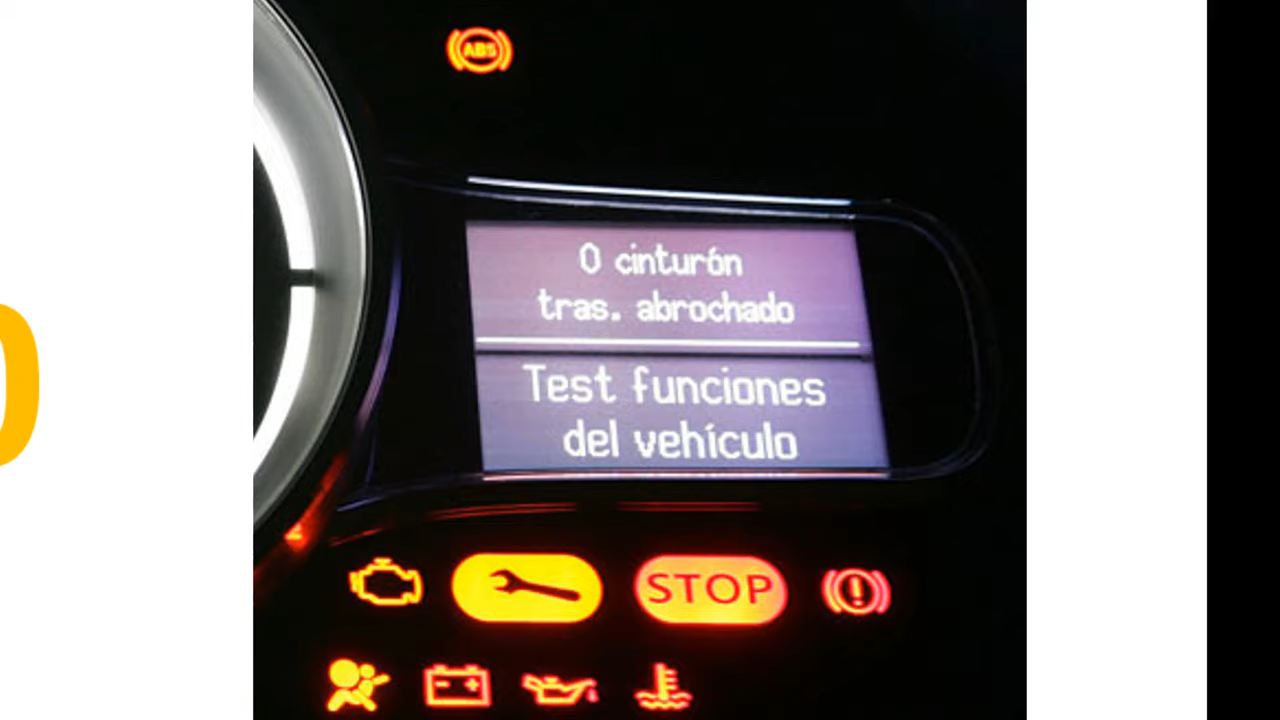 ABS
0 cinturón
tras. abrochado
Test funciones
del vehículo
STOP